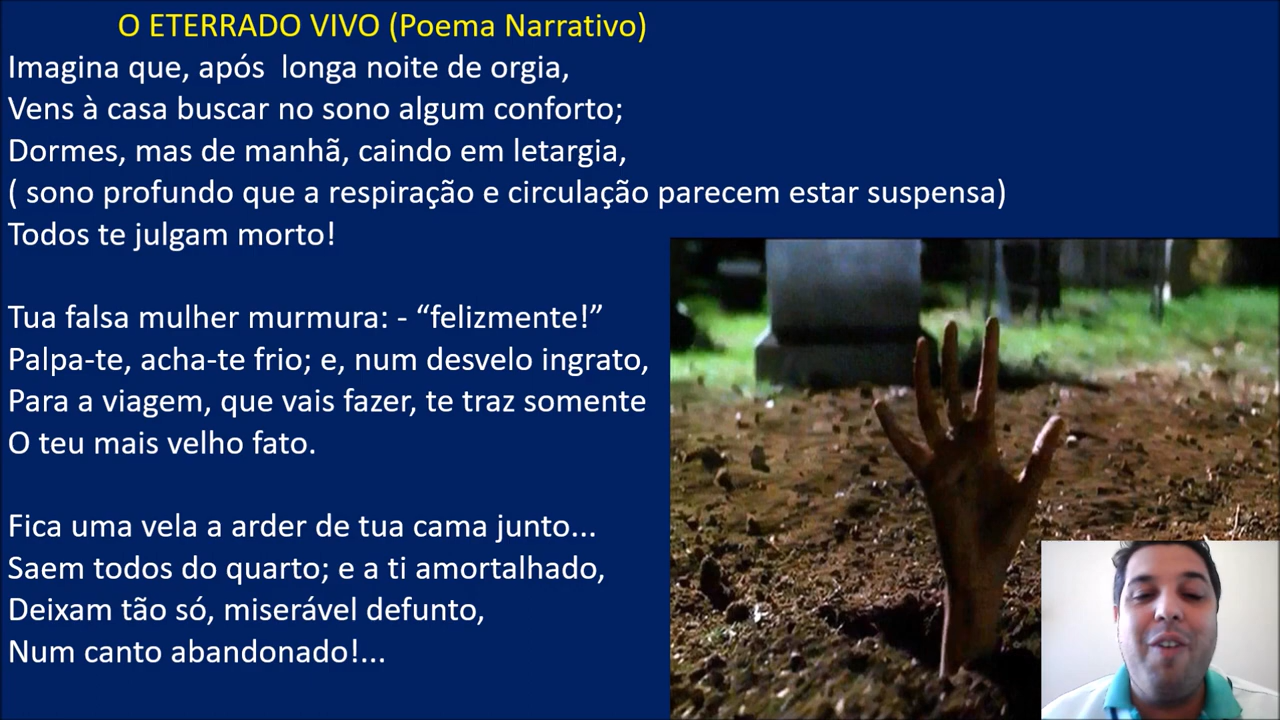 O ETERRADO VIVO (Poema Narrativo)
Imagina que, após longa noite de orgia,
Vens à casa buscar no sono algum conforto;
Dormes, mas de manhã, caindo em letargia,
( sono profundo que a respiração e circulação parecem estar suspensa)
Todos te julgam morto!
Tua falsa mulher murmura: - “felizmente!”
Palpa-te, acha-te frio; e, num desvelo ingrato,
Para a viagem, que vais fazer, te traz somente
O teu mais velho fato.
Fica uma vela a arder de tua cama junto...
Saem todos do quarto; e a ti amortalhado,
Deixam tão só, miserável defunto,
Num canto abandonado!...